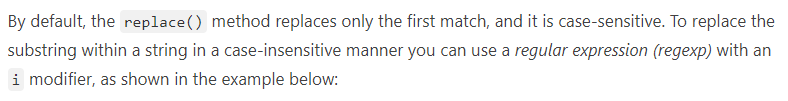 By default, the replace() method replaces only the first match, and it is case-sensitive. To replace the
substring within a string in a case-insensitive manner you can use a regular expression (regexp) with an
i modifier, as shown in the example below: